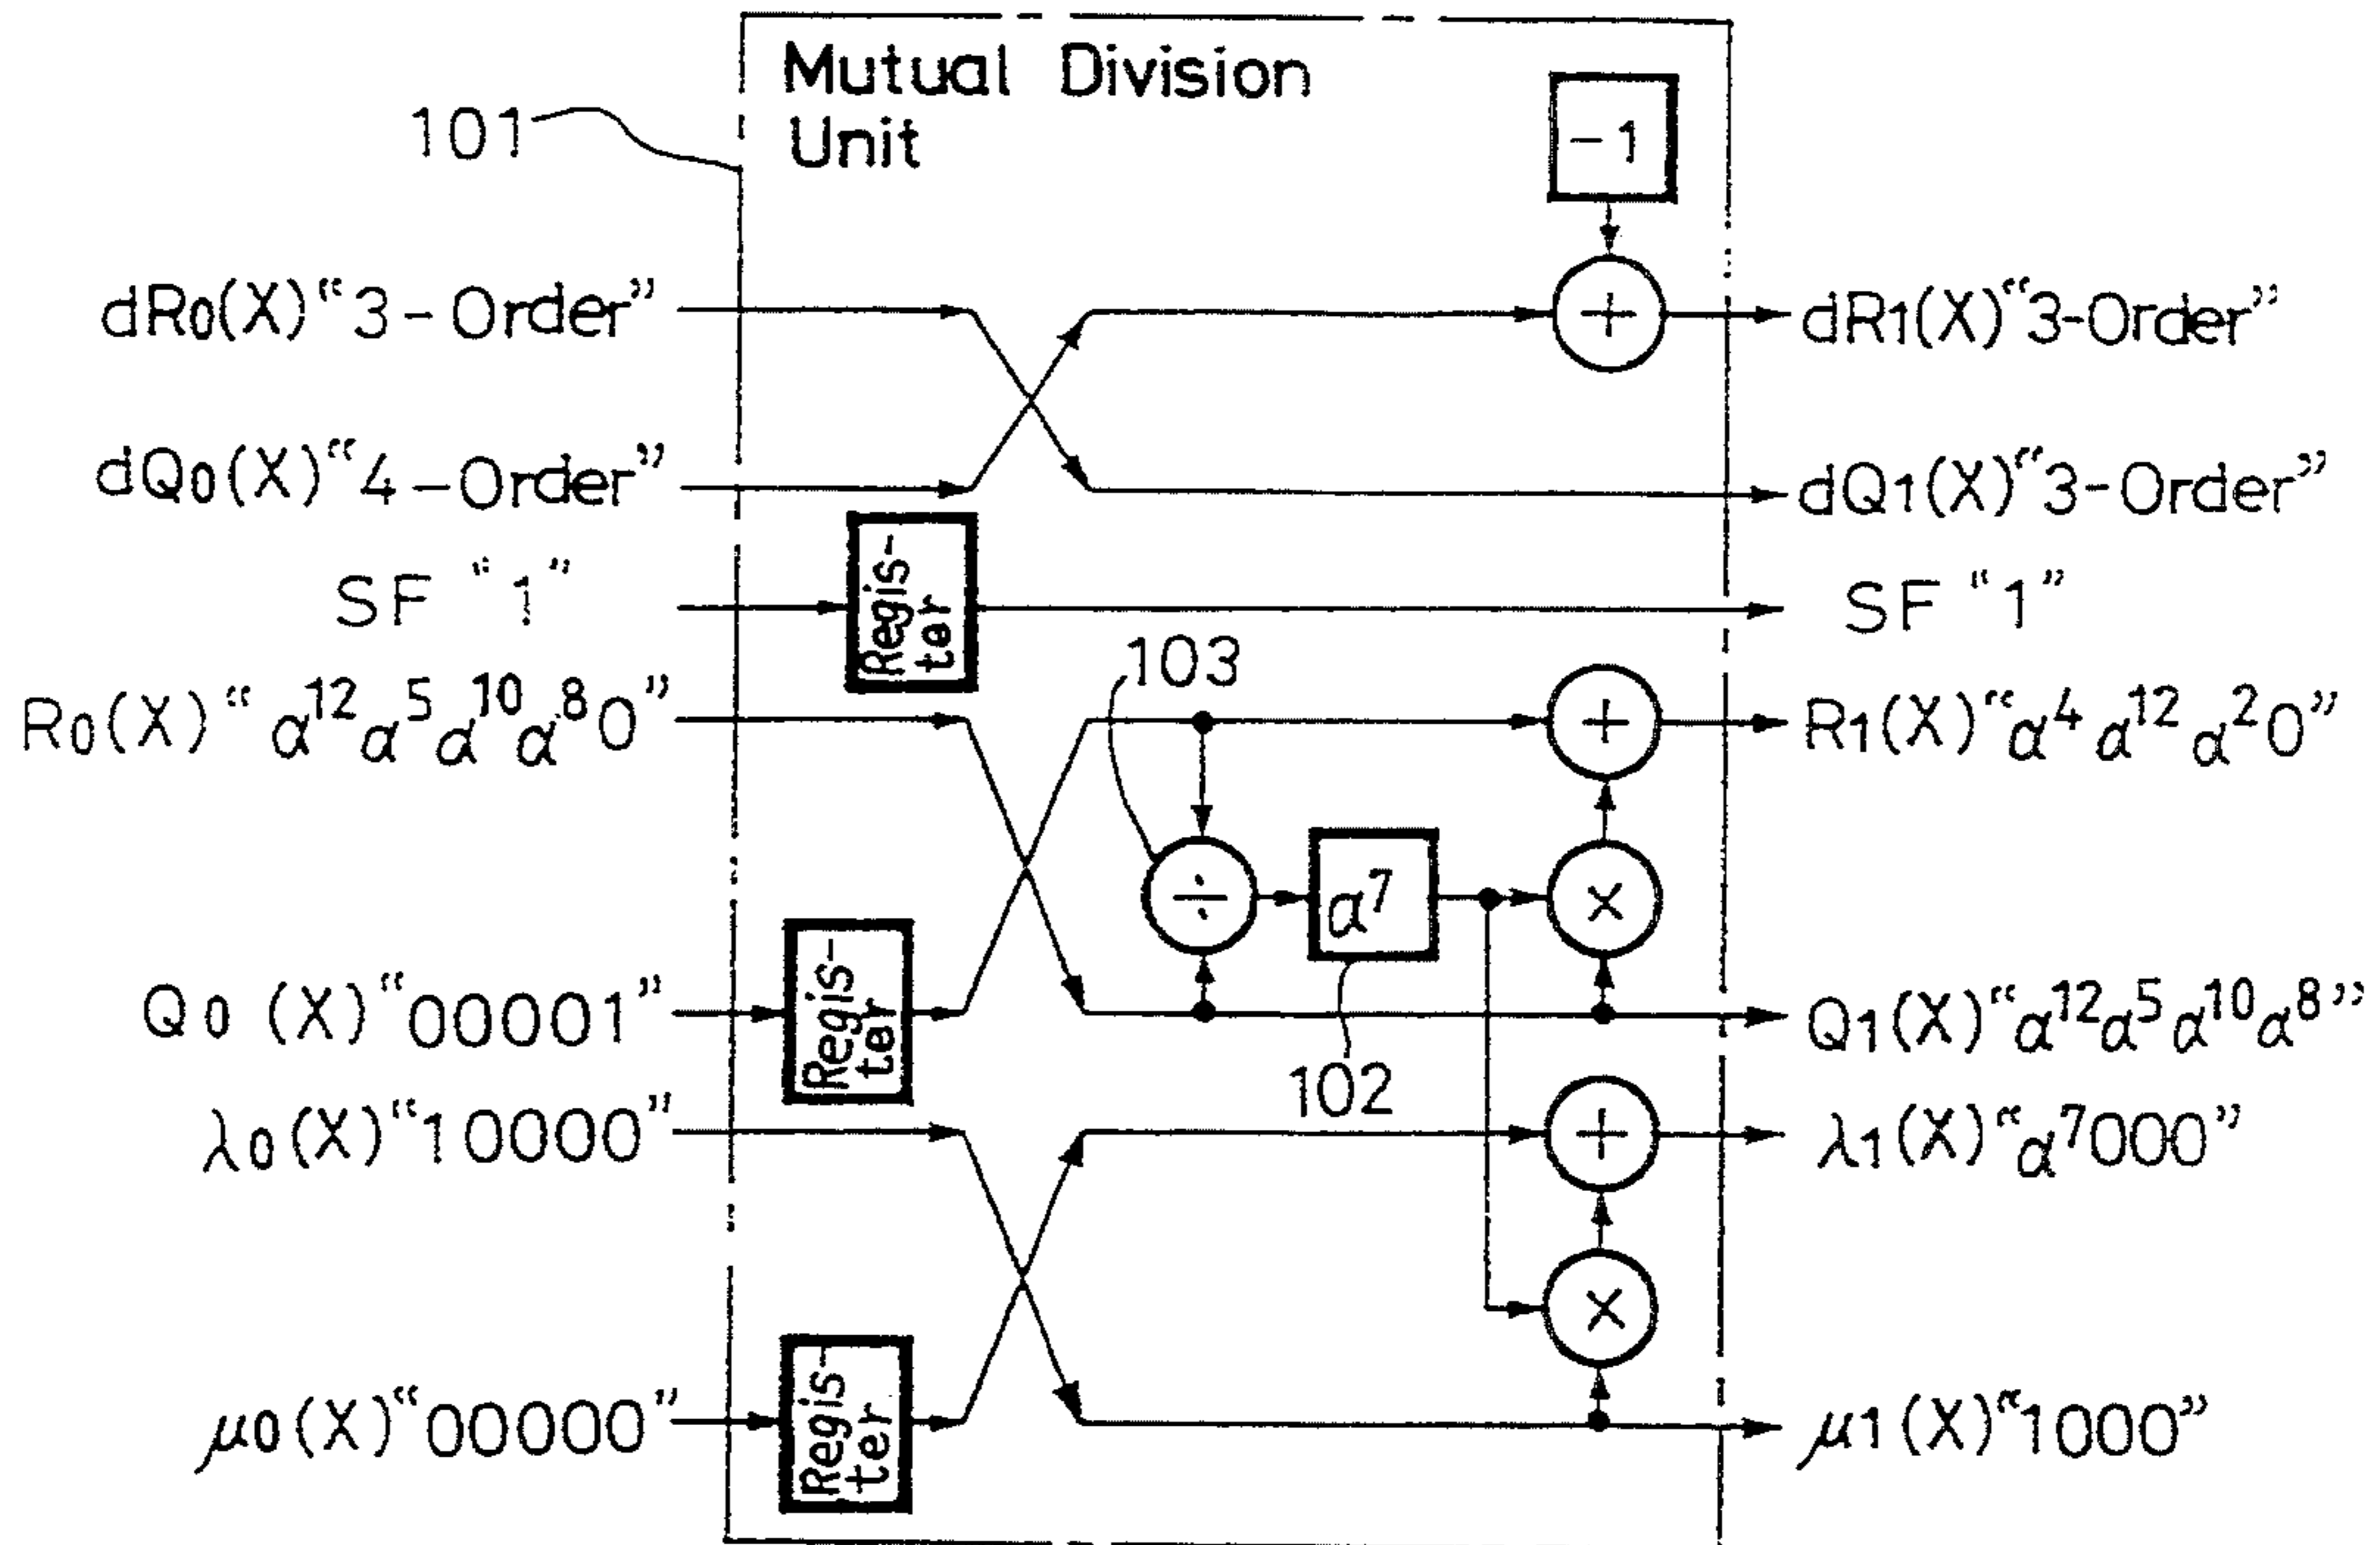 Mutual Division
Unit
101
-1
+
dR0(X)“3-Order” dR1(X)“3-Order”
dQ0(X)“4-Order” dQ1(X)“3-Order”
Regis-
ter
SF “1” SF “1”
103
R0(X)“α¹²α⁵α¹⁰α⁸0” + R1(X)“α⁴α¹²α²0”
÷ α⁷ ×
Regis-
ter
Q0(X)“00001” Q1(X)“α¹²α⁵α¹⁰α⁸”
102
λ0(X)“10000” + λ1(X)“α⁷000”
×
Regis-
ter
μ0(X)“00000” μ1(X)“1000”